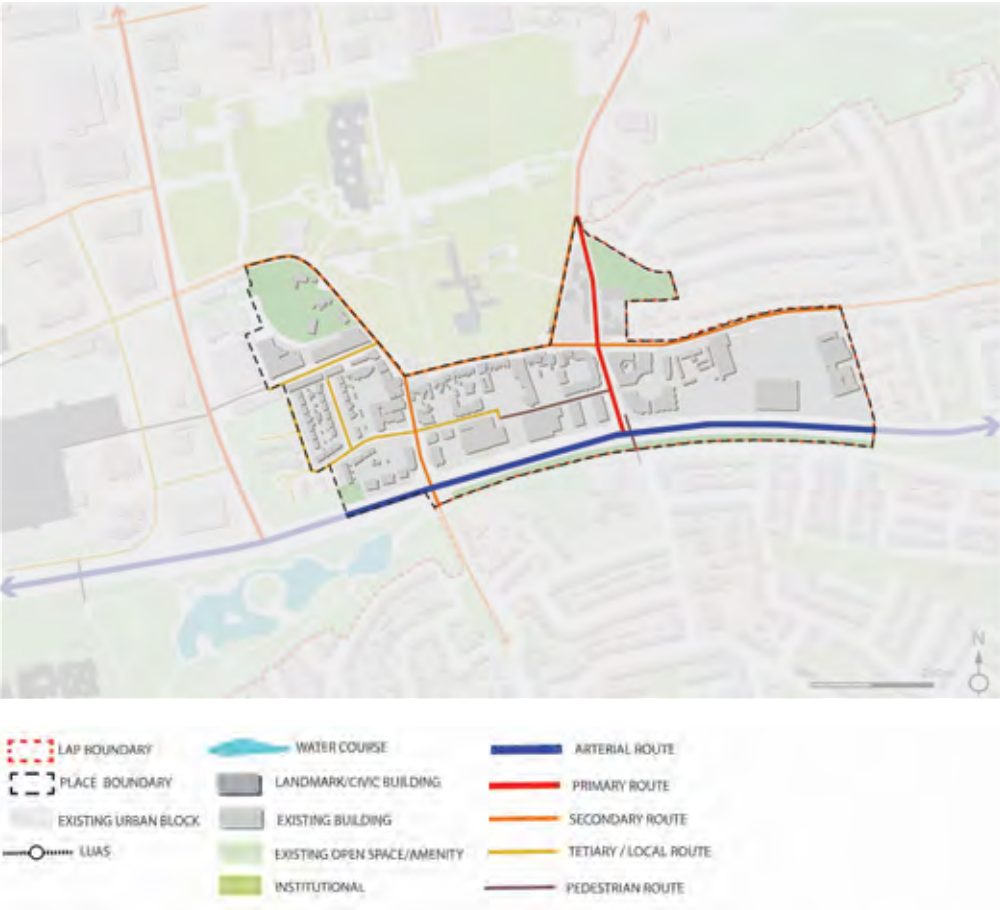 N
LAP BOUNDARY
PLACE BOUNDARY
EXISTING URBAN BLOCK
LUAS
WATER COURSE
LANDMARK/CIVIC BUILDING
EXISTING BUILDING
EXISTING OPEN SPACE/AMENITY
INSTITUTIONAL
ARTERIAL ROUTE
PRIMARY ROUTE
SECONDARY ROUTE
TETIARY / LOCAL ROUTE
PEDESTRIAN ROUTE